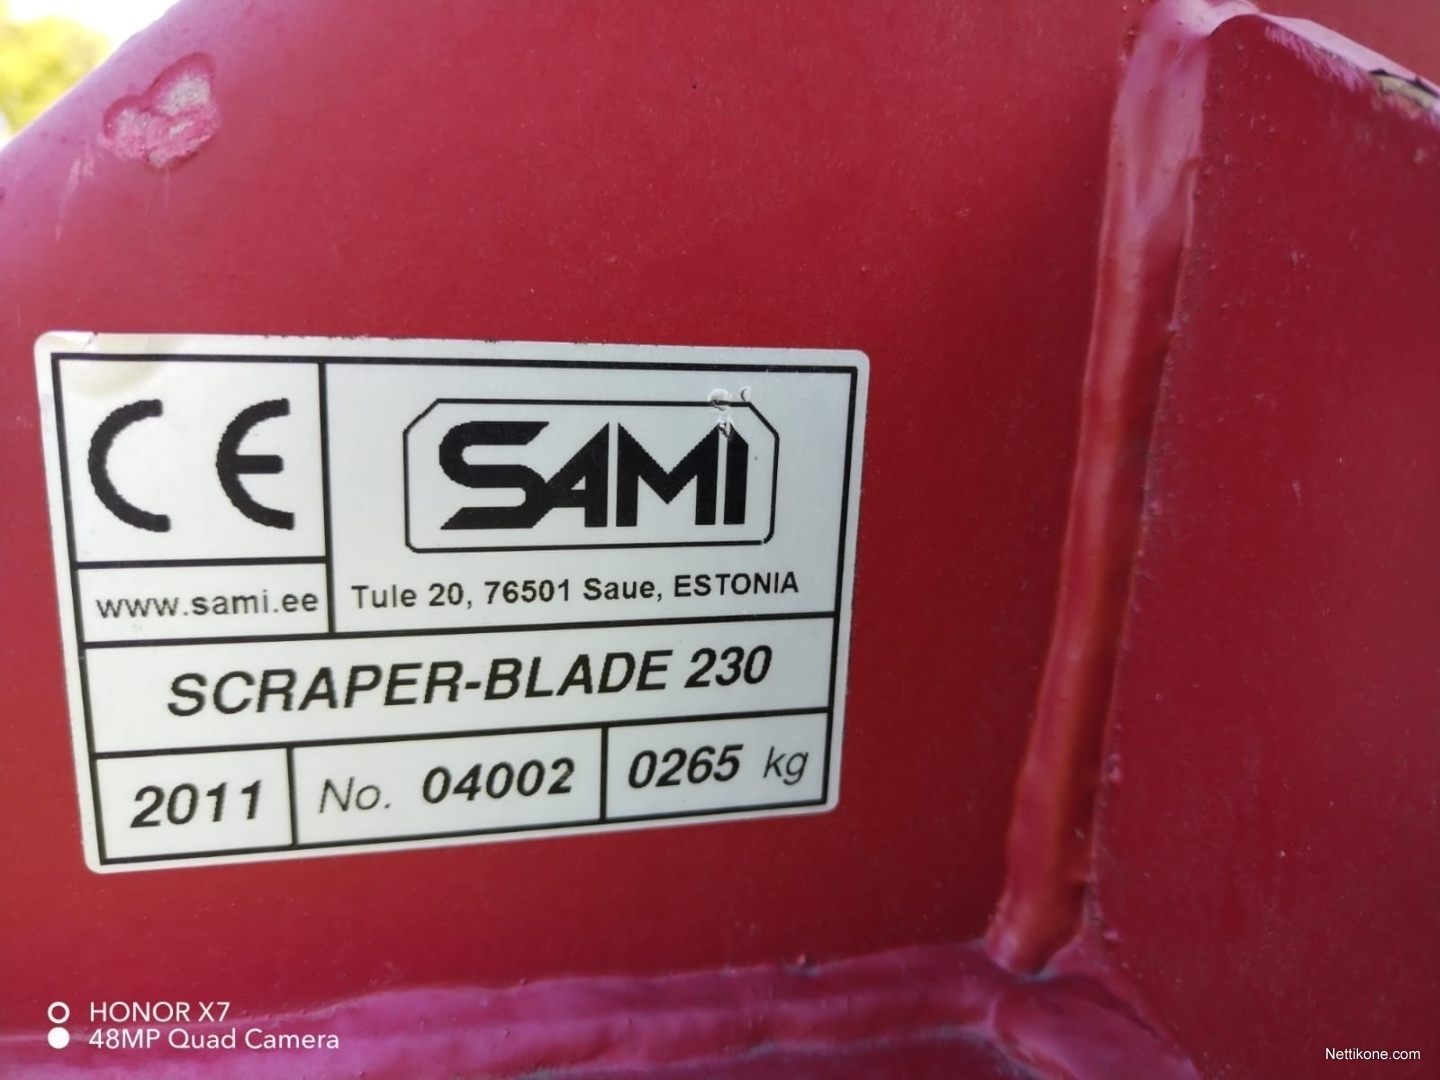 CE
SAMI
www.sami.ee
Tule 20, 76501 Saue, ESTONIA
SCRAPER-BLADE 230
2011
No. 04002
0265 kg
HONOR X7
48MP Quad Camera
Nettikone.com